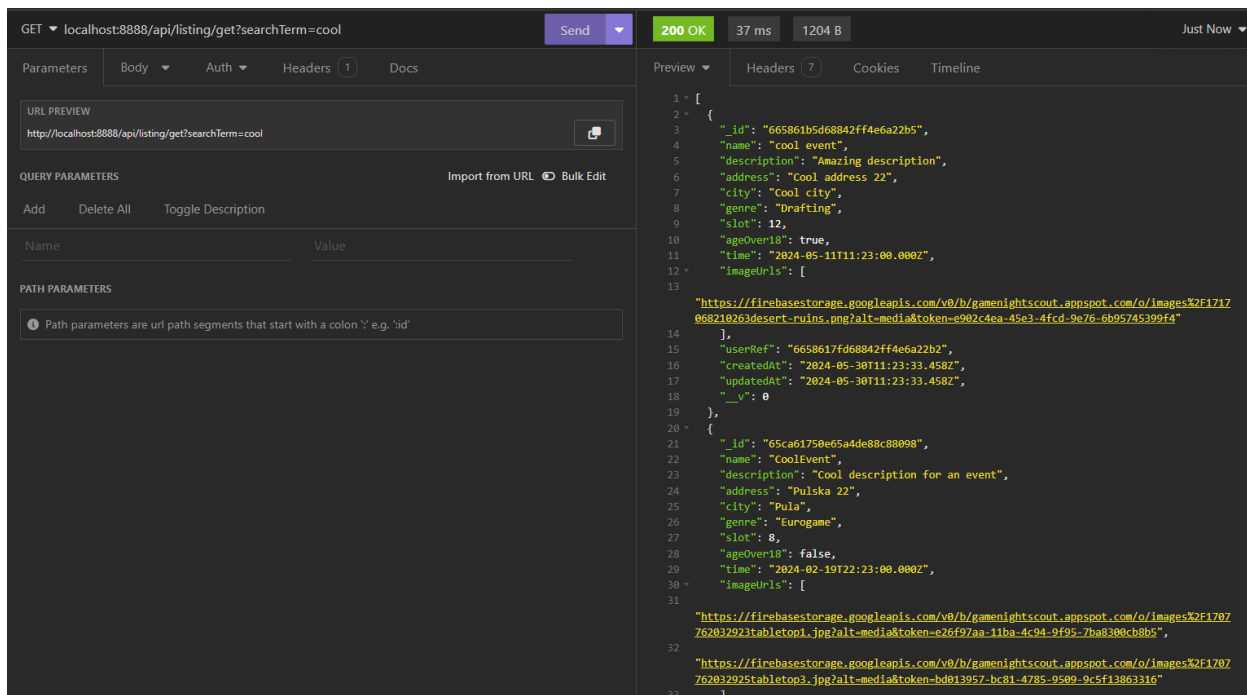 GET localhost:8888/api/listing/get?searchTerm=cool
Send
Parameters Body Auth Headers 1 Docs
URL PREVIEW
http://localhost:8888/api/listing/get?searchTerm=cool
QUERY PARAMETERS
Import from URL Bulk Edit
Add Delete All Toggle Description
Name Value
PATH PARAMETERS
Path parameters are url path segments that start with a colon ':' e.g. ':id'
200 OK 37 ms 1204 B Just Now
Preview Headers 7 Cookies Timeline
1 [
2 {
3 "_id": "665861b5d68842ff4e6a22b5",
4 "name": "cool event",
5 "description": "Amazing description",
6 "address": "Cool address 22",
7 "city": "Cool city",
8 "genre": "Drafting",
9 "slot": 12,
10 "ageOver18": true,
11 "time": "2024-05-11T11:23:00.000Z",
12 "imageUrls": [
13
"https://firebasestorage.googleapis.com/v0/b/gamenightscout.appspot.com/o/images%2F1717
068210263desert-ruins.png?alt=media&token=e902c4ea-45e3-4fcd-9e76-6b95745399f4"
14 ],
15 "userRef": "6658617fd68842ff4e6a22b2",
16 "createdAt": "2024-05-30T11:23:33.458Z",
17 "updatedAt": "2024-05-30T11:23:33.458Z",
18 "__v": 0
19 },
20 {
21 "_id": "65ca61750e65a4de88c88098",
22 "name": "CoolEvent",
23 "description": "Cool description for an event",
24 "address": "Pulska 22",
25 "city": "Pula",
26 "genre": "Eurogame",
27 "slot": 8,
28 "ageOver18": false,
29 "time": "2024-02-19T22:23:00.000Z",
30 "imageUrls": [
31
"https://firebasestorage.googleapis.com/v0/b/gamenightscout.appspot.com/o/images%2F1707
762032923tabletop1.jpg?alt=media&token=e26f97aa-11ba-4c94-9f95-7ba8300cb8b5",
32
"https://firebasestorage.googleapis.com/v0/b/gamenightscout.appspot.com/o/images%2F1707
762032925tabletop3.jpg?alt=media&token=bd013957-bc81-4785-9509-9c5f13863316"
33 ]